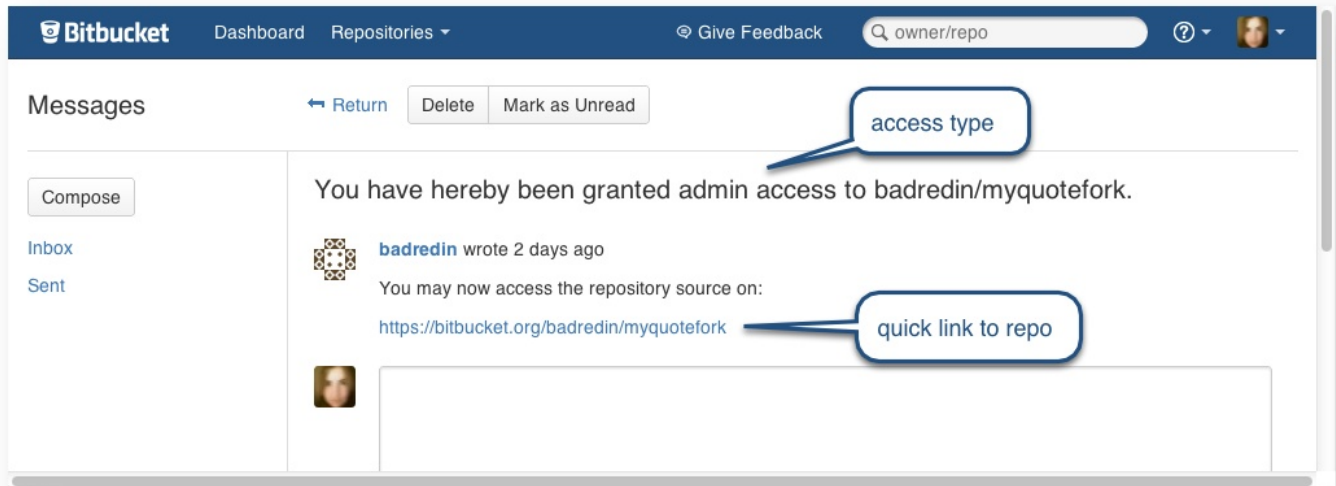 Bitbucket Dashboard Repositories Give Feedback owner/repo
Messages Return Delete Mark as Unread
access type
Compose
You have hereby been granted admin access to badredin/myquotefork.
Inbox
Sent
badredin wrote 2 days ago
You may now access the repository source on:
https://bitbucket.org/badredin/myquotefork
quick link to repo